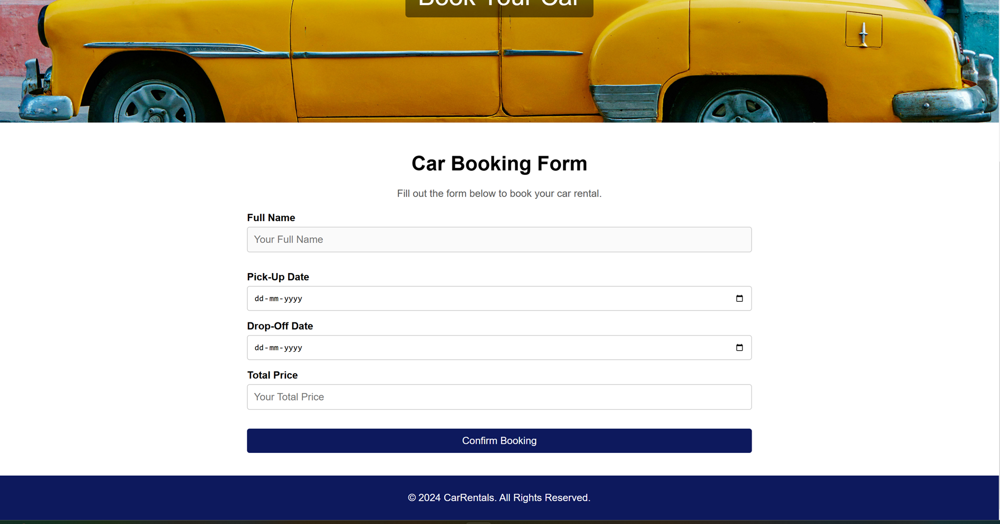 Book Your Car
DE LUXE
Car Booking Form
Fill out the form below to book your car rental.
Full Name
Your Full Name
Pick-Up Date
dd-mm-yyyy
Drop-Off Date
dd-mm-yyyy
Total Price
Your Total Price
Confirm Booking
© 2024 CarRentals. All Rights Reserved.